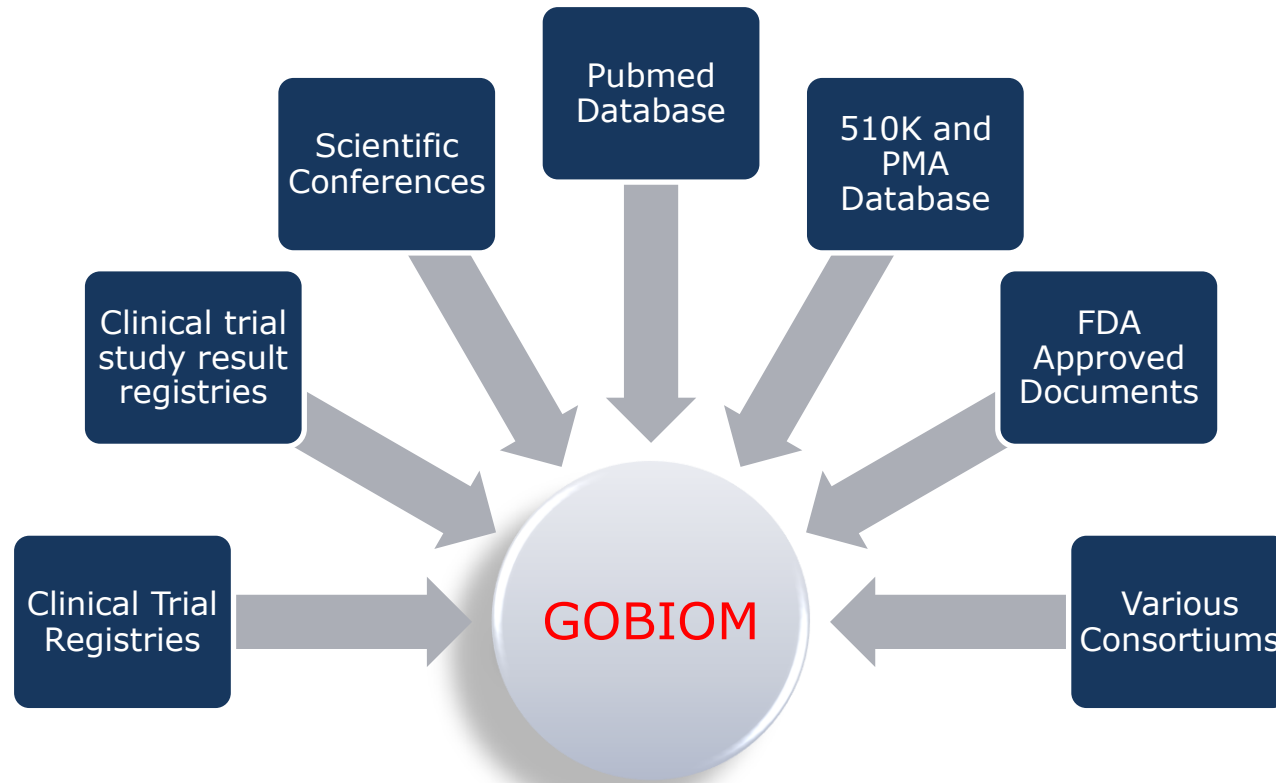 Pubmed
Database
Scientific
Conferences
510K and
PMA
Database
Clinical trial
study result
registries
FDA
Approved
Documents
Clinical Trial
Registries
GOBIOM
Various
Consortiums